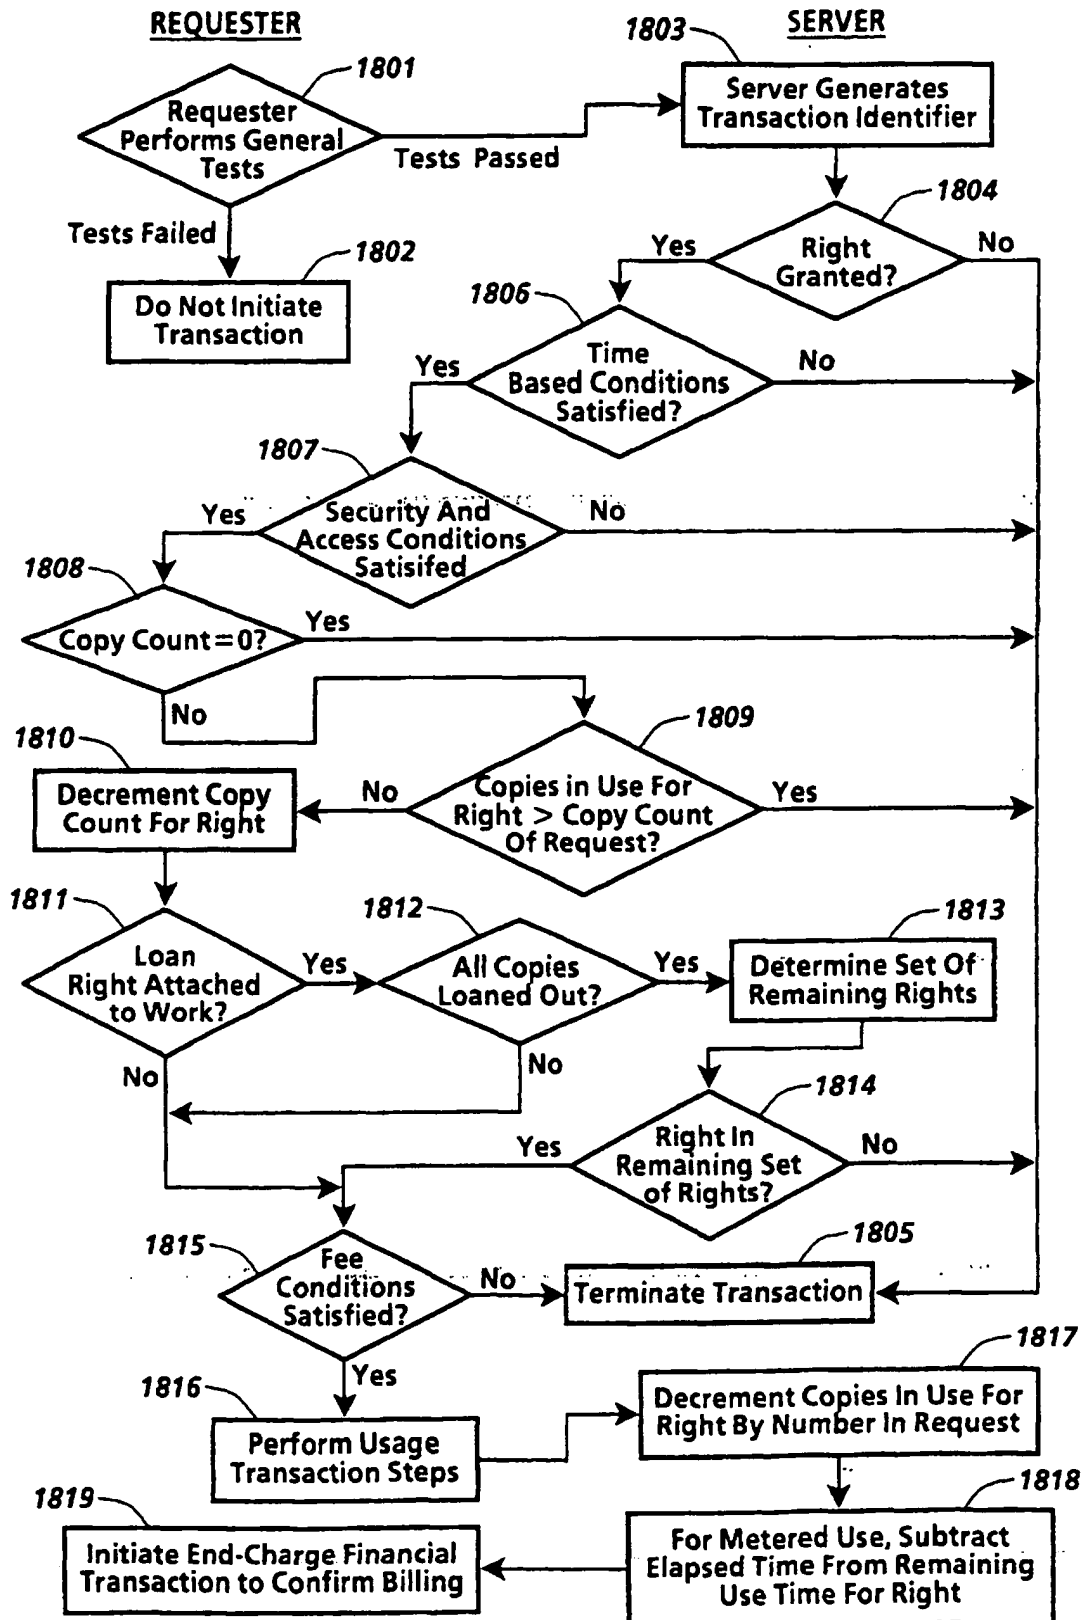 REQUESTER
SERVER
1801
Requester
Performs General
Tests
Tests Passed
Tests Failed
1802
Do Not Initiate
Transaction
1803
Server Generates
Transaction Identifier
1804
Right
Granted?
Yes
No
1806
Time
Based Conditions
Satisfied?
Yes
No
1807
Security And
Access Conditions
Satisifed
Yes
No
1808
Copy Count=0?
Yes
No
1809
Copies in Use For
Right > Copy Count
Of Request?
No
Yes
1810
Decrement Copy
Count For Right
1811
Loan
Right Attached
to Work?
Yes
No
1812
All Copies
Loaned Out?
Yes
No
1813
Determine Set Of
Remaining Rights
1814
Right In
Remaining Set
of Rights?
Yes
No
1815
Fee
Conditions
Satisfied?
No
Yes
1805
Terminate Transaction
1816
Perform Usage
Transaction Steps
1817
Decrement Copies In Use For
Right By Number In Request
1818
For Metered Use, Subtract
Elapsed Time From Remaining
Use Time For Right
1819
Initiate End-Charge Financial
Transaction to Confirm Billing